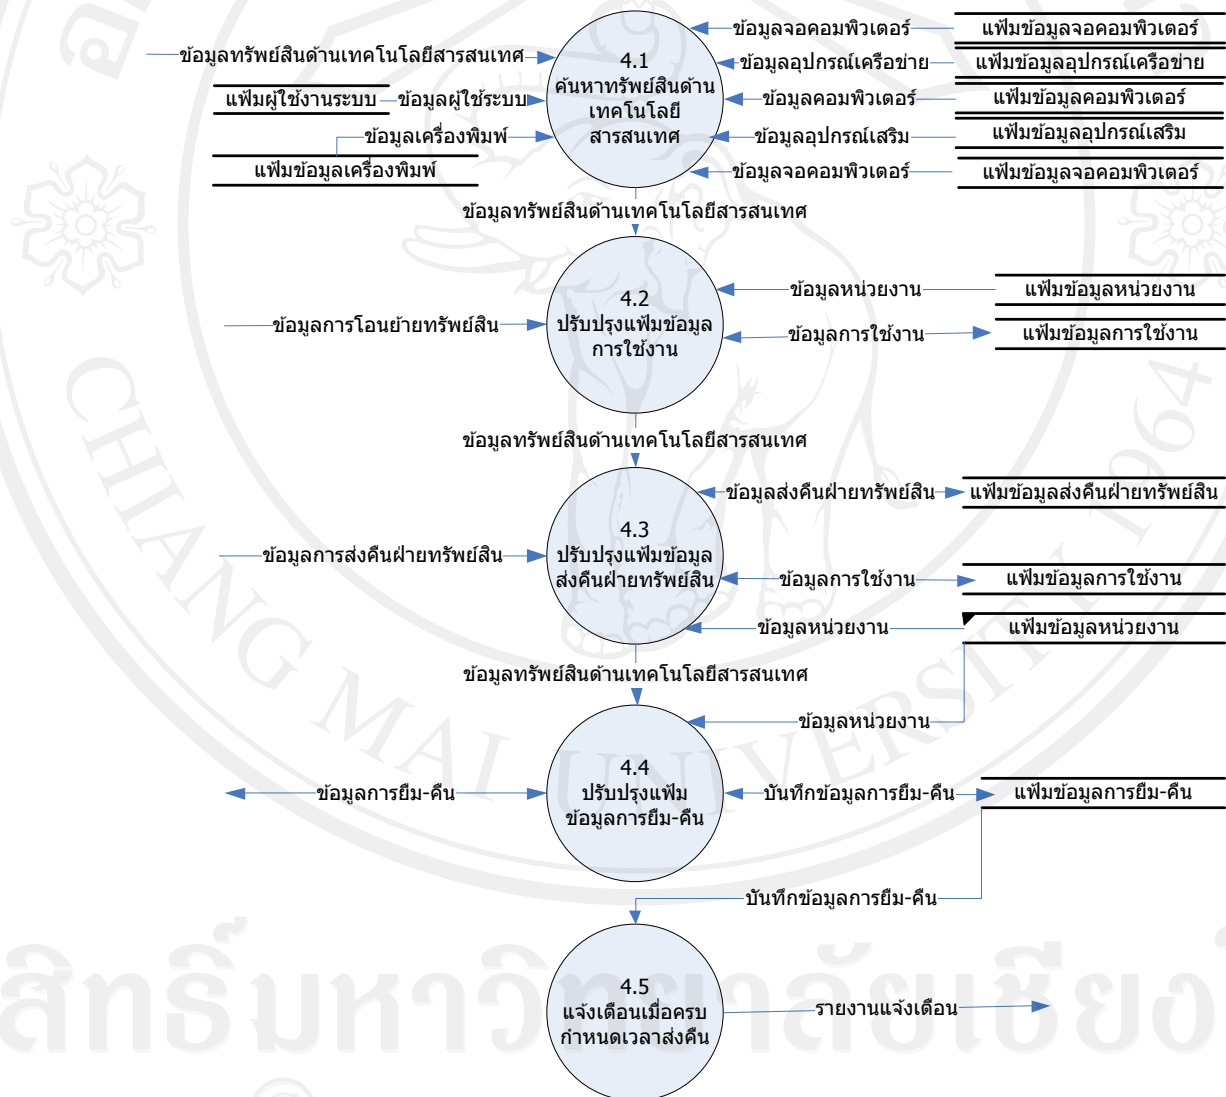 ข้อมูลจอคอมพิวเตอร์
แฟ้มข้อมูลจอคอมพิวเตอร์
ข้อมูลทรัพย์สินด้านเทคโนโลยีสารสนเทศ
4.1
ค้นหาทรัพย์สินด้าน
เทคโนโลยี
สารสนเทศ
ข้อมูลอุปกรณ์เครือข่าย
แฟ้มข้อมูลอุปกรณ์เครือข่าย
แฟ้มผู้ใช้งานระบบ
ข้อมูลผู้ใช้ระบบ
ข้อมูลคอมพิวเตอร์
แฟ้มข้อมูลคอมพิวเตอร์
ข้อมูลเครื่องพิมพ์
ข้อมูลอุปกรณ์เสริม
แฟ้มข้อมูลอุปกรณ์เสริม
แฟ้มข้อมูลเครื่องพิมพ์
ข้อมูลจอคอมพิวเตอร์
แฟ้มข้อมูลจอคอมพิวเตอร์
ข้อมูลทรัพย์สินด้านเทคโนโลยีสารสนเทศ
4.2
ปรับปรุงแฟ้มข้อมูล
การใช้งาน
ข้อมูลหน่วยงาน
แฟ้มข้อมูลหน่วยงาน
ข้อมูลการโอนย้ายทรัพย์สิน
ข้อมูลการใช้งาน
แฟ้มข้อมูลการใช้งาน
ข้อมูลทรัพย์สินด้านเทคโนโลยีสารสนเทศ
ข้อมูลส่งคืนฝ่ายทรัพย์สิน
แฟ้มข้อมูลส่งคืนฝ่ายทรัพย์สิน
4.3
ปรับปรุงแฟ้มข้อมูล
ส่งคืนฝ่ายทรัพย์สิน
ข้อมูลการส่งคืนฝ่ายทรัพย์สิน
ข้อมูลการใช้งาน
แฟ้มข้อมูลการใช้งาน
ข้อมูลหน่วยงาน
แฟ้มข้อมูลหน่วยงาน
ข้อมูลทรัพย์สินด้านเทคโนโลยีสารสนเทศ
ข้อมูลหน่วยงาน
4.4
ปรับปรุงแฟ้ม
ข้อมูลการยืม-คืน
ข้อมูลการยืม-คืน
บันทึกข้อมูลการยืม-คืน
แฟ้มข้อมูลการยืม-คืน
บันทึกข้อมูลการยืม-คืน
4.5
แจ้งเตือนเมื่อครบ
กำหนดเวลาส่งคืน
รายงานแจ้งเตือน
CHIANG MAI UNIVERSITY 1964
สิทธิ์มหาวิทยาลัยเชียง